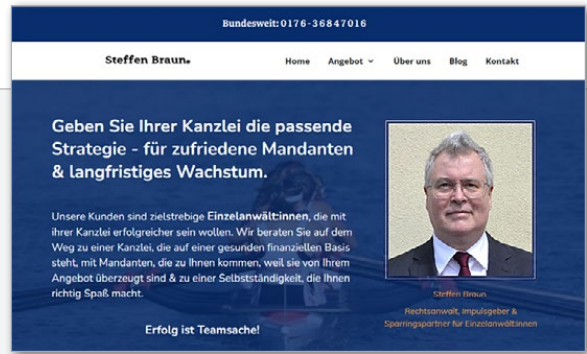 Bundesweit: 0176-36847016
Steffen Braun.
Home Angebot Über uns Blog Kontakt
Geben Sie Ihrer Kanzlei die passende
Strategie - für zufriedene Mandanten
& langfristiges Wachstum.
Unsere Kunden sind zielstrebige Einzelanwält:innen, die mit
ihrer Kanzlei erfolgreicher sein wollen. Wir beraten Sie auf dem
Weg zu einer Kanzlei, die auf einer gesunden finanziellen Basis
steht, mit Mandanten, die zu Ihnen kommen, weil sie von Ihrem
Angebot überzeugt sind & zu einer Selbstständigkeit, die Ihnen
richtig Spaß macht.
Erfolg ist Teamsache!
Steffen Braun
Rechtsanwalt, Impulsgeber &
Sparringspartner für Einzelanwält:innen